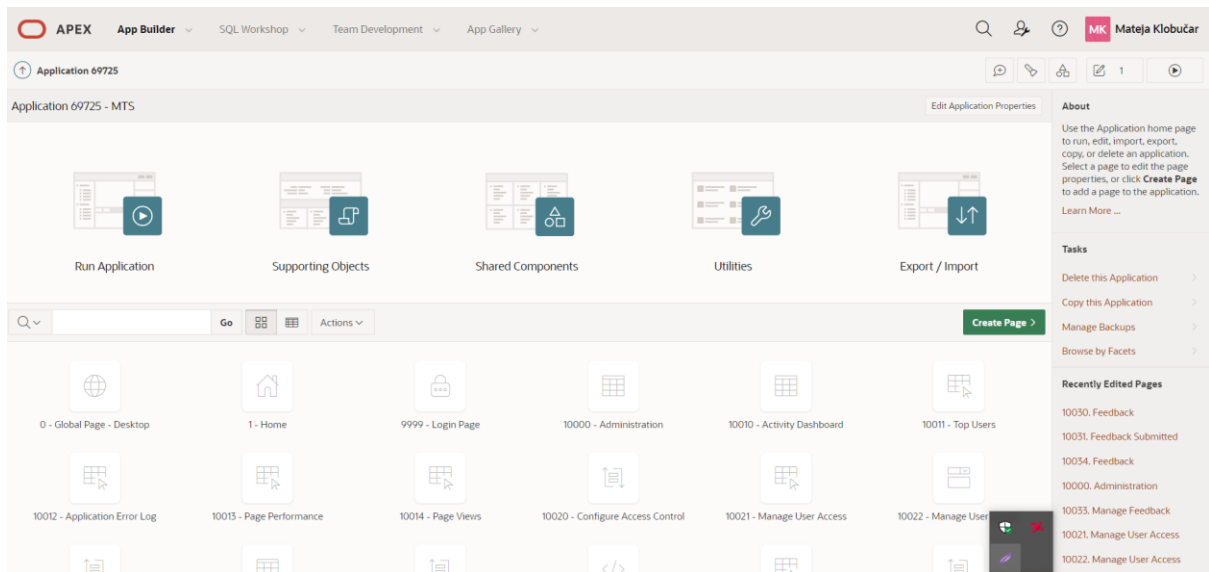 APEX App Builder SQL Workshop Team Development App Gallery MK Mateja Klobučar
Application 69725 1
Application 69725 - MTS Edit Application Properties
Run Application Supporting Objects Shared Components Utilities Export / Import
Go Actions Create Page
0 - Global Page - Desktop 1 - Home 9999 - Login Page 10000 - Administration 10010 - Activity Dashboard 10011 - Top Users
10012 - Application Error Log 10013 - Page Performance 10014 - Page Views 10020 - Configure Access Control 10021 - Manage User Access 10022 - Manage User
About
Use the Application home page
to run, edit, import, export,
copy, or delete an application.
Select a page to edit the page
properties, or click Create Page
to add a page to the application.
Learn More ...
Tasks
Delete this Application
Copy this Application
Manage Backups
Browse by Facets
Recently Edited Pages
10030. Feedback
10031. Feedback Submitted
10034. Feedback
10000. Administration
10033. Manage Feedback
10021. Manage User Access
10022. Manage User Access